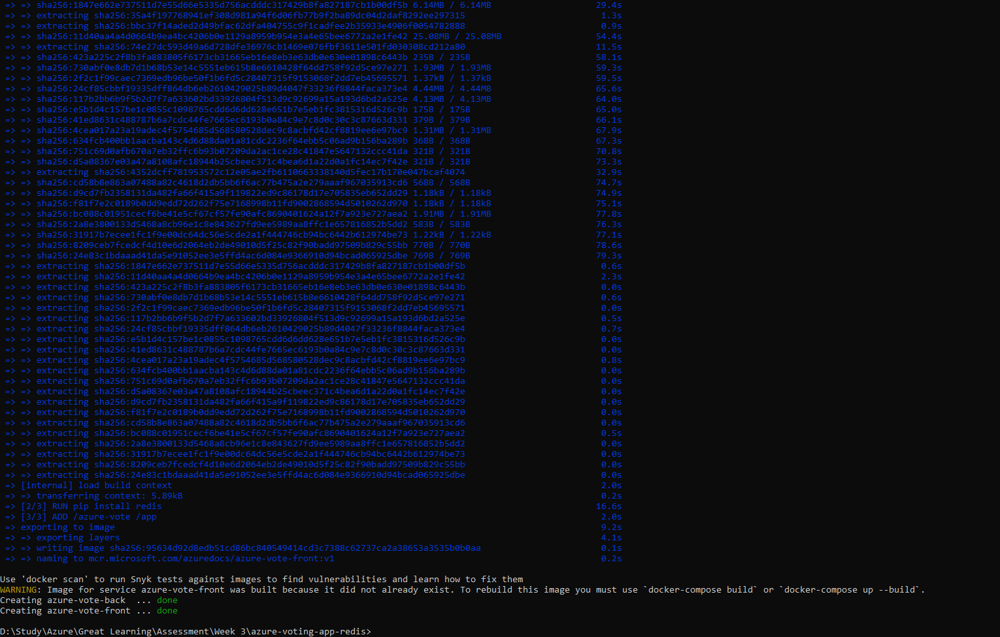 => => sha256:1847e662e737511d7e55d66e5335d756acdddc317429b8fa827187cb1b00df5b 6.14MB / 6.14MB 29.4s
=> => extracting sha256:35a4f197768941ef308d981a94f6d06fb77b9f2ba89dc04d2daf8292ee297315 1.3s
=> => extracting sha256:bbc37f14aded2d49bfac62dfa404755c9f1cadfee2b35933e4906f0054782888 0.9s
=> => sha256:11d40aa4a4d0664b9ea4bc4206b0e1129a8959b954e3a4e65bee6772a2e1fe42 25.08MB / 25.08MB 54.4s
=> => extracting sha256:74e27dc593d49a6d728dfe36976cb1469e076fbf3611e501fd030308cd212a80 11.5s
=> => sha256:423a225c2f8b3fa883805f6173cb31665eb16e8eb3e63db0e630e01898c6443b 235B / 235B 58.1s
=> => sha256:730abf0e8db7d1b68b53e14c5551eb615b8e6610428f64dd758f92d5ce97e271 1.93MB / 1.93MB 59.3s
=> => sha256:2f2c1f99caec7369edb96be50f1b6fd5c28407315f9153068f2dd7eb45695571 1.37kB / 1.37kB 59.5s
=> => sha256:24cf85cbbf19335dff864db6eb2610429025b89d4047f33236f8844faca373e4 4.44MB / 4.44MB 65.6s
=> => sha256:117b2bb6b9f5b2d7f7a633602bd33926804f513d9c92699a15a193d6bd2a525e 4.13MB / 4.13MB 64.0s
=> => sha256:e5b1d4c157be1c0855c1098765cdd6d6dd628e651b7e5eb1fc3815316d526c9b 175B / 175B 65.0s
=> => sha256:41ed8631c488787b6a7cdc44fe7665ec6193b0a84c9e7c8d0c30c3c87663d331 379B / 379B 66.1s
=> => sha256:4cea017a23a19adec4f5754685d568580528dec9c8acbfd42cf8819ee6e97bc9 1.31MB / 1.31MB 67.9s
=> => sha256:634fcb400bb1aacba143c4d6d88da01a81cdc2236f64ebb5c06ad9b156ba289b 368B / 368B 67.3s
=> => sha256:751c69d0afb670a7eb32ffc6b93b07209da2ac1ce28c41847e5647132ccc41da 321B / 321B 70.8s
=> => sha256:d5a08367e03a47a8108afc18944b25cbeec371c4bea6d1a22d0a1fc14ec7f42e 321B / 321B 73.3s
=> => extracting sha256:4352dcff781953572c12e05ae2fb6110663338140d5fec17b170e047bcaf4074 32.9s
=> => sha256:cd58b8e863a07488a82c4618d2db5bb6f6ac77b475a2e279aaaf967035913cd6 568B / 568B 74.7s
=> => sha256:d9cd7fb2358131da482fa66f415a9f119822ed9c86178d17e705835eb652dd29 1.18kB / 1.18kB 74.9s
=> => sha256:f81f7e2c0189b0dd9edd72d262f75e7168998b11fd9002868594d5010262d970 1.18kB / 1.18kB 75.1s
=> => sha256:bc088c01951cecf6be41e5cf67cf57fe90afc8690401624a12f7a923e727aea2 1.91MB / 1.91MB 77.8s
=> => sha256:2a8e3800133d5468a8cb96e1c8e843627fd9ee5989aa8ffc1e657816852b5dd2 583B / 583B 76.3s
=> => sha256:31917b7ecee1fc1f9e00dc64dc56e5cde2a1f444746cb94bc6442b612974be73 1.22kB / 1.22kB 77.1s
=> => sha256:8209ceb7fcedcf4d10e6d2064eb2de49010d5f25c82f90badd97509b829c55bb 770B / 770B 78.6s
=> => sha256:24e83c1bdaaad41da5e91052ee3e5ffd4ac6d084e9366910d94bcad065925dbe 769B / 769B 79.3s
=> => extracting sha256:1847e662e737511d7e55d66e5335d756acdddc317429b8fa827187cb1b00df5b 0.6s
=> => extracting sha256:11d40aa4a4d0664b9ea4bc4206b0e1129a8959b954e3a4e65bee6772a2e1fe42 2.3s
=> => extracting sha256:423a225c2f8b3fa883805f6173cb31665eb16e8eb3e63db0e630e01898c6443b 0.0s
=> => extracting sha256:730abf0e8db7d1b68b53e14c5551eb615b8e6610428f64dd758f92d5ce97e271 0.6s
=> => extracting sha256:2f2c1f99caec7369edb96be50f1b6fd5c28407315f9153068f2dd7eb45695571 0.0s
=> => extracting sha256:117b2bb6b9f5b2d7f7a633602bd33926804f513d9c92699a15a193d6bd2a525e 0.5s
=> => extracting sha256:24cf85cbbf19335dff864db6eb2610429025b89d4047f33236f8844faca373e4 0.7s
=> => extracting sha256:e5b1d4c157be1c0855c1098765cdd6d6dd628e651b7e5eb1fc3815316d526c9b 0.0s
=> => extracting sha256:41ed8631c488787b6a7cdc44fe7665ec6193b0a84c9e7c8d0c30c3c87663d331 0.0s
=> => extracting sha256:4cea017a23a19adec4f5754685d568580528dec9c8acbfd42cf8819ee6e97bc9 0.8s
=> => extracting sha256:634fcb400bb1aacba143c4d6d88da01a81cdc2236f64ebb5c06ad9b156ba289b 0.0s
=> => extracting sha256:751c69d0afb670a7eb32ffc6b93b07209da2ac1ce28c41847e5647132ccc41da 0.0s
=> => extracting sha256:d5a08367e03a47a8108afc18944b25cbeec371c4bea6d1a22d0a1fc14ec7f42e 0.0s
=> => extracting sha256:d9cd7fb2358131da482fa66f415a9f119822ed9c86178d17e705835eb652dd29 0.0s
=> => extracting sha256:f81f7e2c0189b0dd9edd72d262f75e7168998b11fd9002868594d5010262d970 0.0s
=> => extracting sha256:cd58b8e863a07488a82c4618d2db5bb6f6ac77b475a2e279aaaf967035913cd6 0.0s
=> => extracting sha256:bc088c01951cecf6be41e5cf67cf57fe90afc8690401624a12f7a923e727aea2 0.5s
=> => extracting sha256:2a8e3800133d5468a8cb96e1c8e843627fd9ee5989aa8ffc1e657816852b5dd2 0.0s
=> => extracting sha256:31917b7ecee1fc1f9e00dc64dc56e5cde2a1f444746cb94bc6442b612974be73 0.0s
=> => extracting sha256:8209ceb7fcedcf4d10e6d2064eb2de49010d5f25c82f90badd97509b829c55bb 0.0s
=> => extracting sha256:24e83c1bdaaad41da5e91052ee3e5ffd4ac6d084e9366910d94bcad065925dbe 0.0s
=> [internal] load build context 2.0s
=> => transferring context: 5.89kB 0.2s
=> [2/3] RUN pip install redis 16.6s
=> [3/3] ADD /azure-vote /app 2.0s
=> exporting to image 9.2s
=> => exporting layers 4.1s
=> => writing image sha256:95634d92d8edb51cd86bc840549414cd3c7388c62737ca2a38653a3535b0b0aa 0.1s
=> => naming to mcr.microsoft.com/azuredocs/azure-vote-front:v1 0.2s
Use 'docker scan' to run Snyk tests against images to find vulnerabilities and learn how to fix them
WARNING: Image for service azure-vote-front was built because it did not already exist. To rebuild this image you must use `docker-compose build` or `docker-compose up --build`.
Creating azure-vote-back ... done
Creating azure-vote-front ... done
D:\Study\Azure\Great Learning\Assessment\Week 3\azure-voting-app-redis>